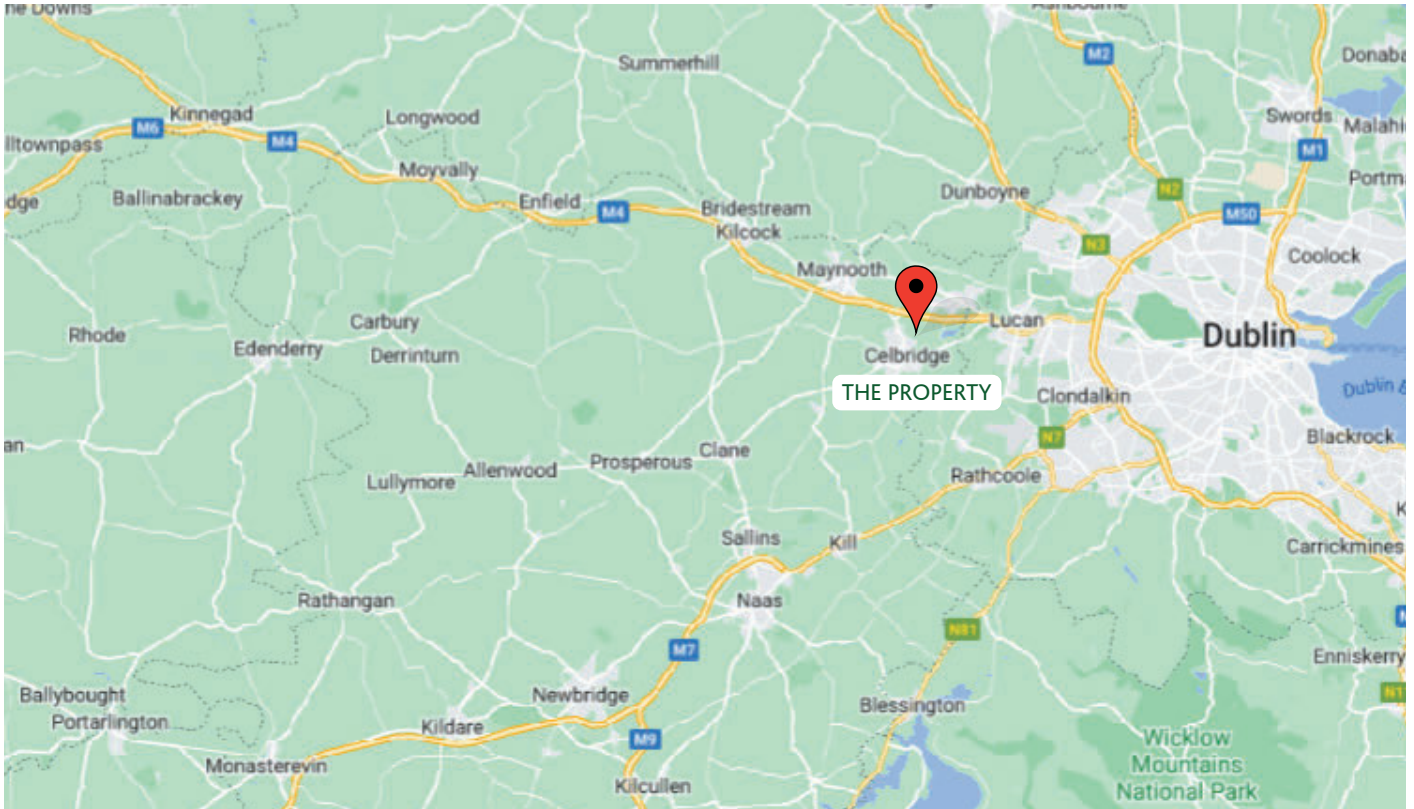 he Downs
Ashbourne
M2
Summerhill
Donaba
Kinnegad
Longwood
Swords
M6
M4
lltownpass
Malahi
M1
Moyvally
Portm
Ballinabrackey
Enfield
Dunboyne
N2
dge
M4
Bridestream
M50
Kilcock
N3
Coolock
Maynooth
Rhode
Carbury
Lucan
Dublin
Edenderry
Derrinturn
Celbridge
THE PROPERTY
Clondalkin
Dublin B
an
N7
Blackrock
Clane
Prosperous
Allenwood
Lullymore
Rathcoole
K
Sallins
Kill
Carrickmines
Rathangan
Naas
N81
M7
Enniskerry
Ballybought
Newbridge
N1
Portarlington
Kildare
Blessington
M9
Wicklow
Mountains
National Park
Monasterevin
Kilcullen